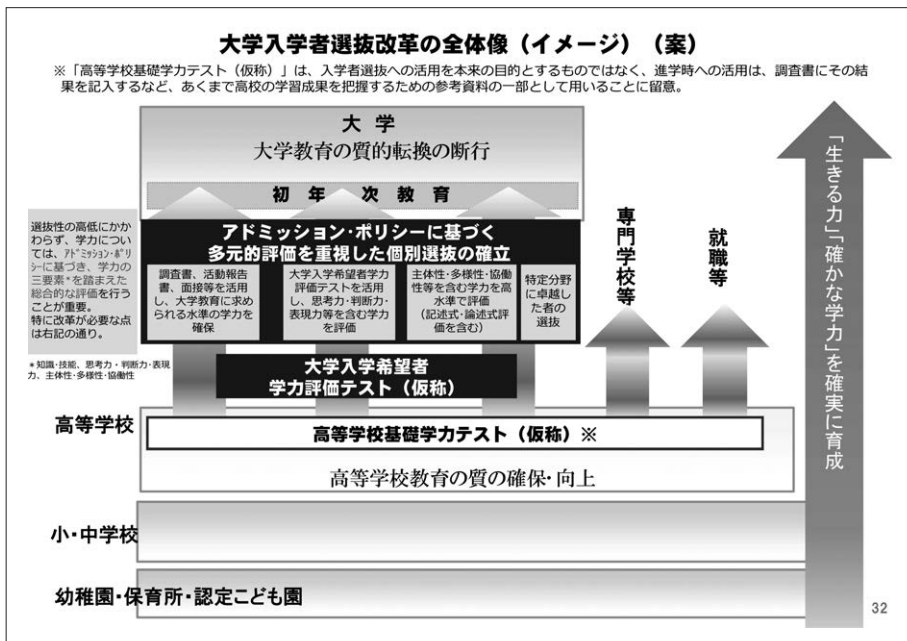 大学入学者選抜改革の全体像（イメージ）（案）
※「高等学校基礎学力テスト（仮称）」は、入学者選抜への活用を本来の目的とするものではなく、進学時への活用は、調査書にその結
果を記入するなど、あくまで高校の学習成果を把握するための参考資料の一部として用いることに留意。
大学
大学教育の質的転換の断行
初年次教育
アドミッション・ポリシーに基づく
多元的評価を重視した個別選抜の確立
選抜性の高低にかか
わらず、学力につい
ては、アドミッション・ポリ
シーに基づき、学力の
三要素*を踏まえた
総合的な評価を行う
ことが重要。
特に改革が必要な点
は右記の通り。
*知識・技能、思考力・判断力・表現
力、主体性・多様性・協働性
調査書、活動報告
書、面接等を活用
し、大学教育に求め
られる水準の学力を
確保
大学入学希望者学力
評価テストを活用
し、思考力・判断力・
表現力等を含む学力
を評価
主体性・多様性・協働
性等を含む学力を高
水準で評価
（記述式・論述式評
価を含む）
特定分野
に卓越し
た者の
選抜
専門学校等
就職等
「生きる力」「確かな学力」を確実に育成
大学入学希望者
学力評価テスト（仮称）
高等学校
高等学校基礎学力テスト（仮称）※
高等学校教育の質の確保・向上
小・中学校
幼稚園・保育所・認定こども園
32